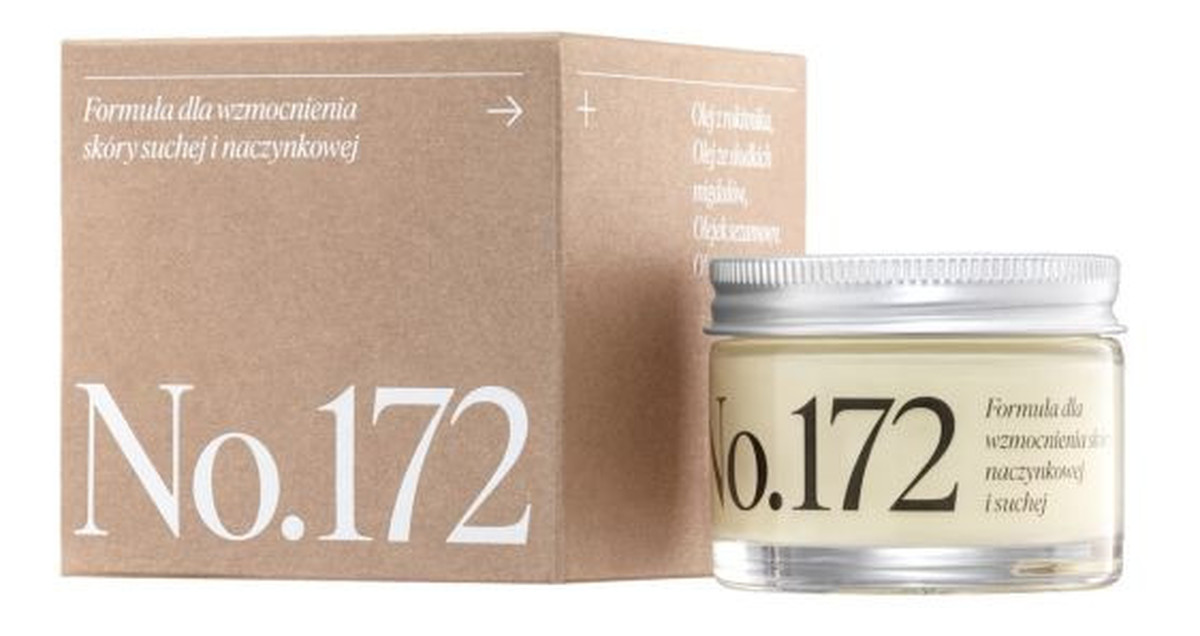 Formuła dla wzmocnienia
skóry suchej i naczynkowej
→
No.172
+
Olej z rokitnika,
Olej ze słodkich
migdałów,
Olejek sezamowy,
No.172
Formuła dla
wzmocnienia skór
naczynkowej
i suchej